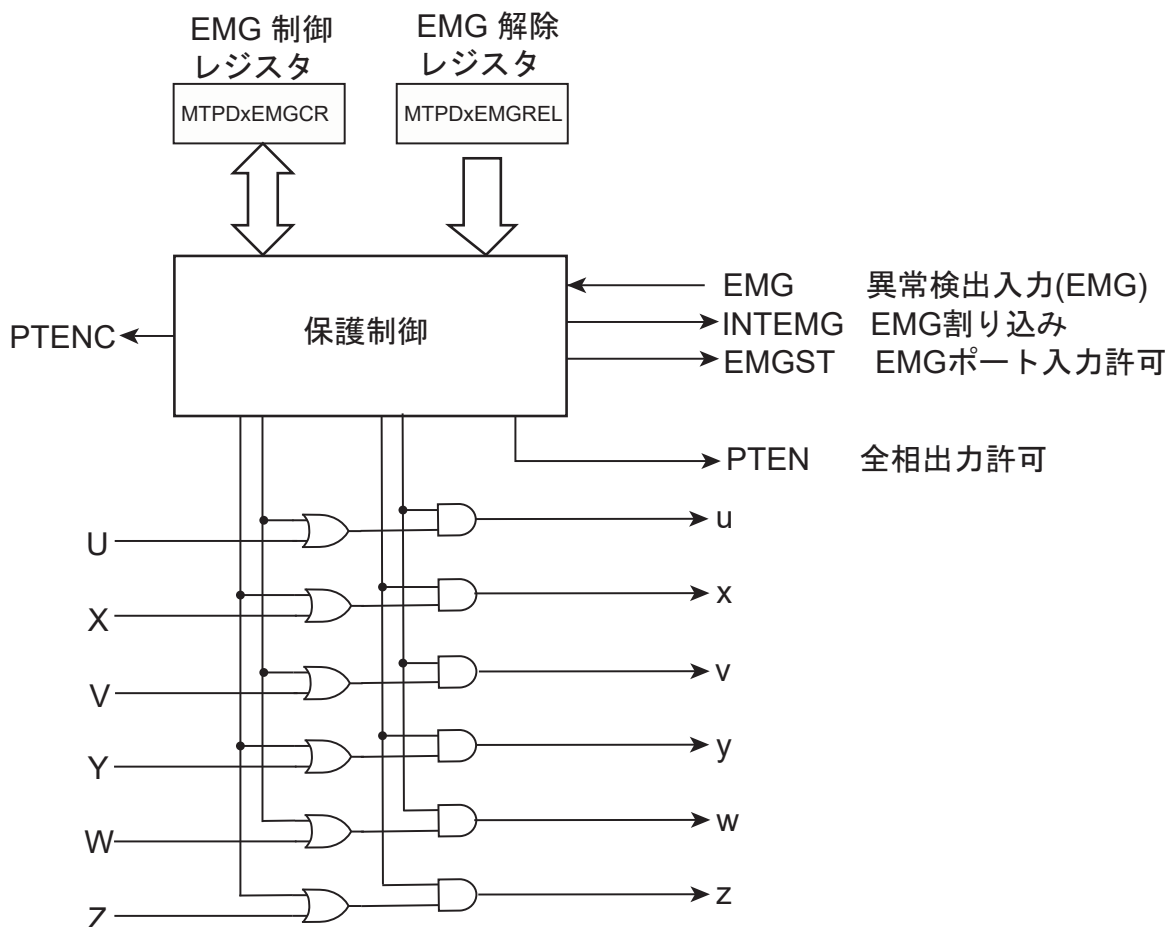 EMG 制御
レジスタ
EMG 解除
レジスタ
MTPDxEMGCR
MTPDxEMGREL
保護制御
PTENC
EMG 異常検出入力(EMG)
INTEMG EMG割り込み
EMGST EMGポート入力許可
PTEN 全相出力許可
U
u
X
x
V
v
Y
y
W
w
Z
z